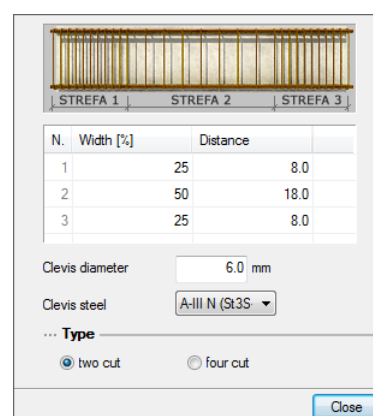 STREFA 1 STREFA 2 STREFA 3
N. Width [%] Distance
1 25 8.0
2 50 18.0
3 25 8.0
Clevis diameter 6.0 mm
Clevis steel A-III N (St3S
Type
two cut four cut
Close